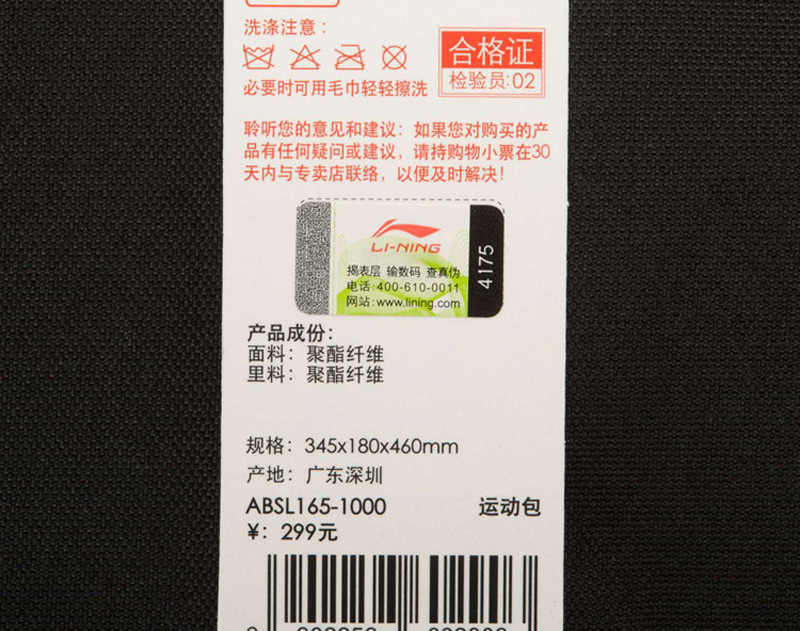 洗涤注意：
合格证
检验员:02
必要时可用毛巾轻轻擦洗
聆听您的意见和建议：如果您对购买的产
品有任何疑问或建议，请持购物小票在30
天内与专卖店联络，以便及时解决！
LI-NING
揭表层 输数码 查真伪
电话:400-610-0011
网站:www.lining.com
4175
产品成份：
面料：聚酯纤维
里料：聚酯纤维
规格：345x180x460mm
产地：广东深圳
ABSL165-1000 运动包
¥：299元